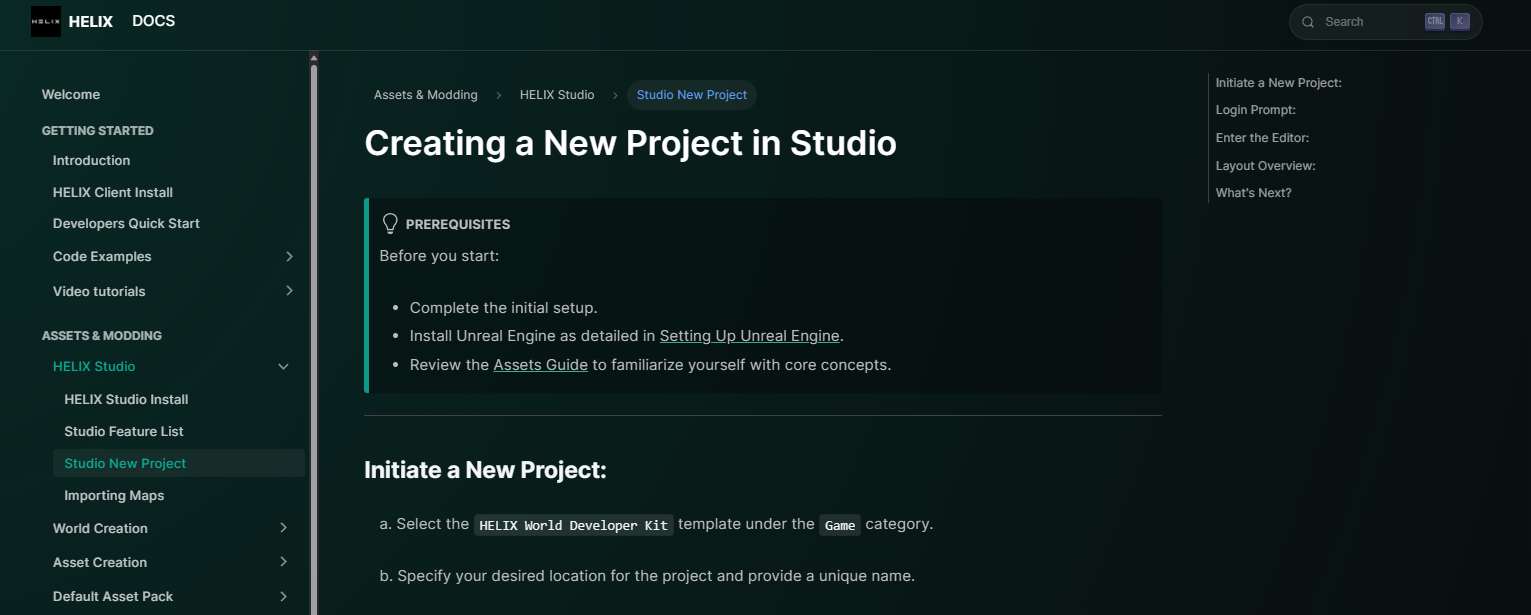 HELIX
HELIX DOCS
Search CTRL K
Welcome
GETTING STARTED
Introduction
HELIX Client Install
Developers Quick Start
Code Examples
Video tutorials
ASSETS & MODDING
HELIX Studio
HELIX Studio Install
Studio Feature List
Studio New Project
Importing Maps
World Creation
Asset Creation
Default Asset Pack
Assets & Modding > HELIX Studio > Studio New Project
Creating a New Project in Studio
PREREQUISITES
Before you start:
• Complete the initial setup.
• Install Unreal Engine as detailed in Setting Up Unreal Engine.
• Review the Assets Guide to familiarize yourself with core concepts.
Initiate a New Project:
a. Select the HELIX World Developer Kit template under the Game category.
b. Specify your desired location for the project and provide a unique name.
Initiate a New Project:
Login Prompt:
Enter the Editor:
Layout Overview:
What's Next?